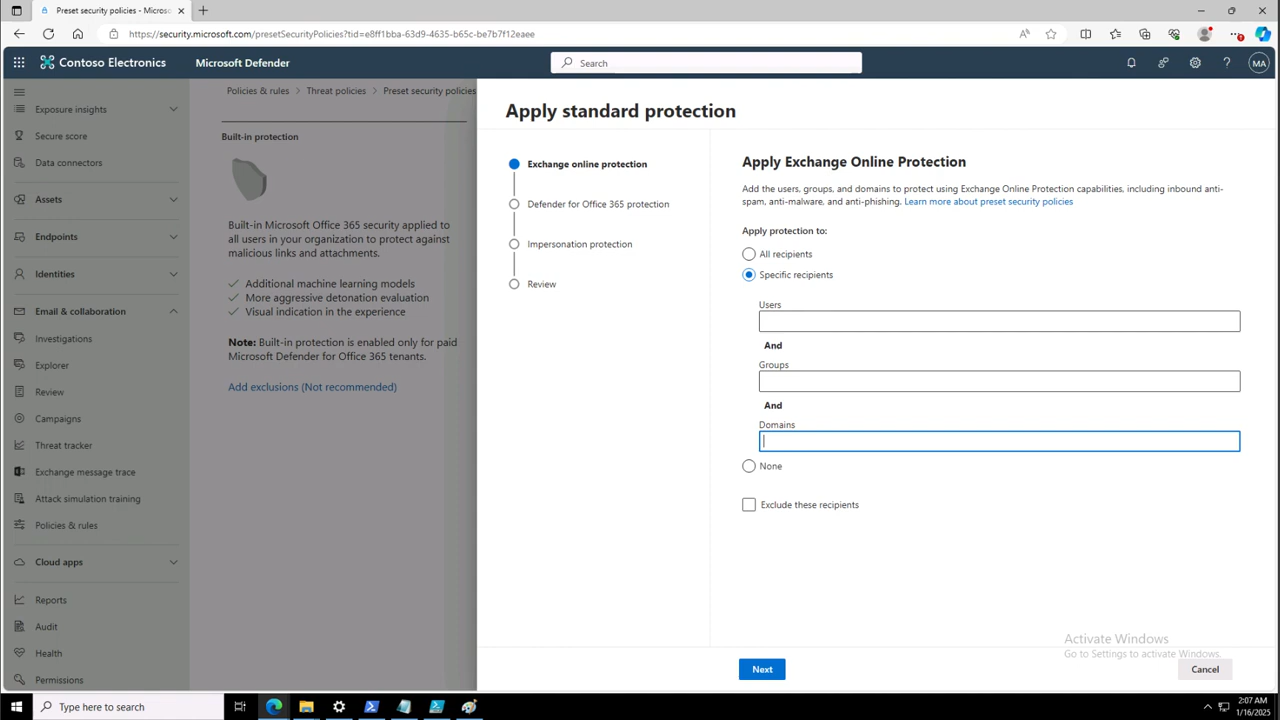 Preset security policies - Micros
https://security.microsoft.com/presetSecurityPolicies?tid=e8ff1bba-63d9-4635-b65c-be7b7f12eaee
Contoso Electronics
Microsoft Defender
Search
MA
Exposure insights
Secure score
Data connectors
Assets
Endpoints
Identities
Email & collaboration
Investigations
Explorer
Review
Campaigns
Threat tracker
Exchange message trace
Attack simulation training
Policies & rules
Cloud apps
Reports
Audit
Health
Permissions
Policies & rules > Threat policies > Preset security policies
Built-in protection
Built-in Microsoft Office 365 security applied to
all users in your organization to protect against
malicious links and attachments.
Additional machine learning models
More aggressive detonation evaluation
Visual indication in the experience
Note: Built-in protection is enabled only for paid
Microsoft Defender for Office 365 tenants.
Add exclusions (Not recommended)
Apply standard protection
Exchange online protection
Defender for Office 365 protection
Impersonation protection
Review
Apply Exchange Online Protection
Add the users, groups, and domains to protect using Exchange Online Protection capabilities, including inbound anti-
spam, anti-malware, and anti-phishing. Learn more about preset security policies
Apply protection to:
All recipients
Specific recipients
Users
And
Groups
And
Domains
None
Exclude these recipients
Activate Windows
Go to Settings to activate Windows.
Next
Cancel
Type here to search
2:07 AM
1/16/2025